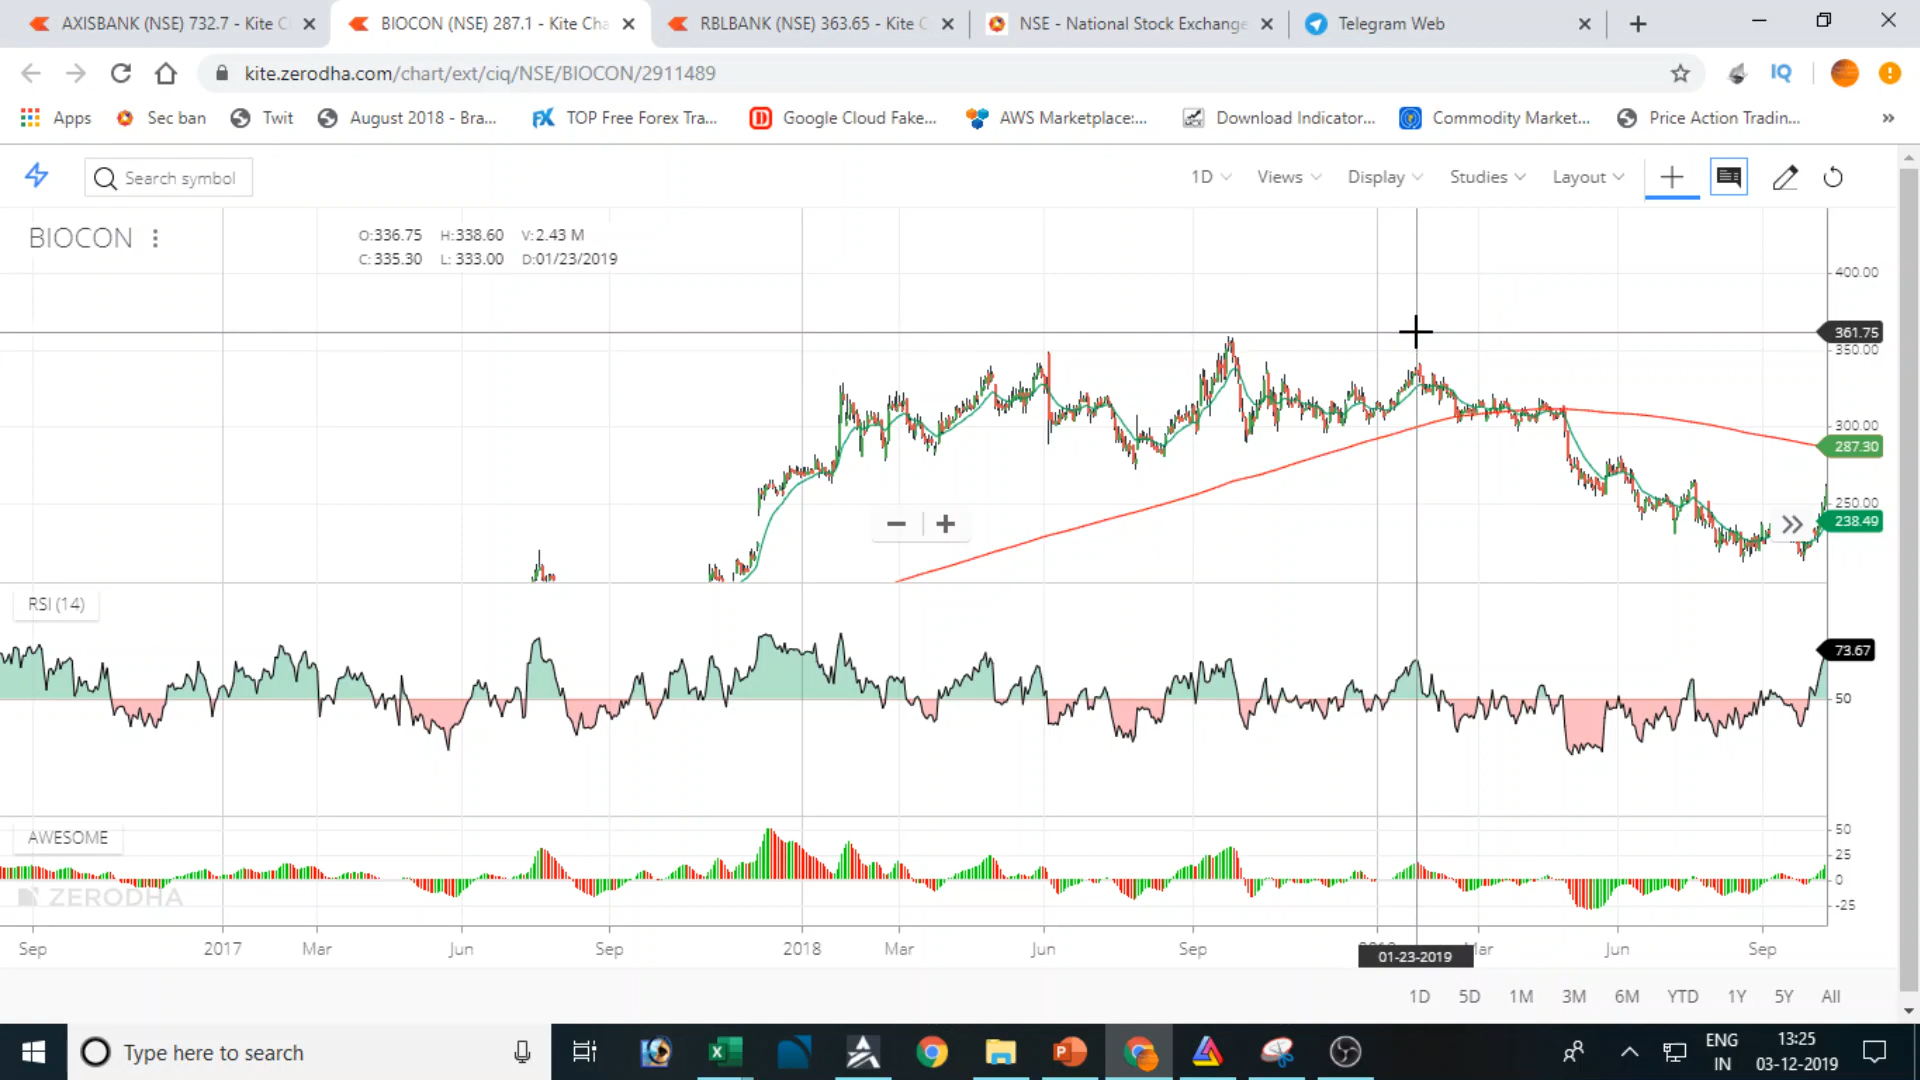 AXISBANK (NSE) 732.7 - Kite C
BIOCON (NSE) 287.1 - Kite Cha
RBLBANK (NSE) 363.65 - Kite C
NSE - National Stock Exchange
Telegram Web
kite.zerodha.com/chart/ext/ciq/NSE/BIOCON/2911489
IQ
Apps
Sec ban
Twit
August 2018 - Bra...
TOP Free Forex Tra...
Google Cloud Fake...
AWS Marketplace:...
Download Indicator...
Commodity Market...
Price Action Tradin...
»
Search symbol
1D
Views
Display
Studies
Layout
BIOCON
O:336.75 H:338.60 V:2.43 M
C:335.30 L: 333.00 D:01/23/2019
400.00
361.75
350.00
300.00
287.30
250.00
238.49
RSI (14)
73.67
50
AWESOME
50
25
0
-25
ZERODHA
Sep 2017 Mar Jun Sep 2018 Mar Jun Sep Jun Sep
01-23-2019
1D 5D 1M 3M 6M YTD 1Y 5Y All
Type here to search
ENG
IN
13:25
03-12-2019